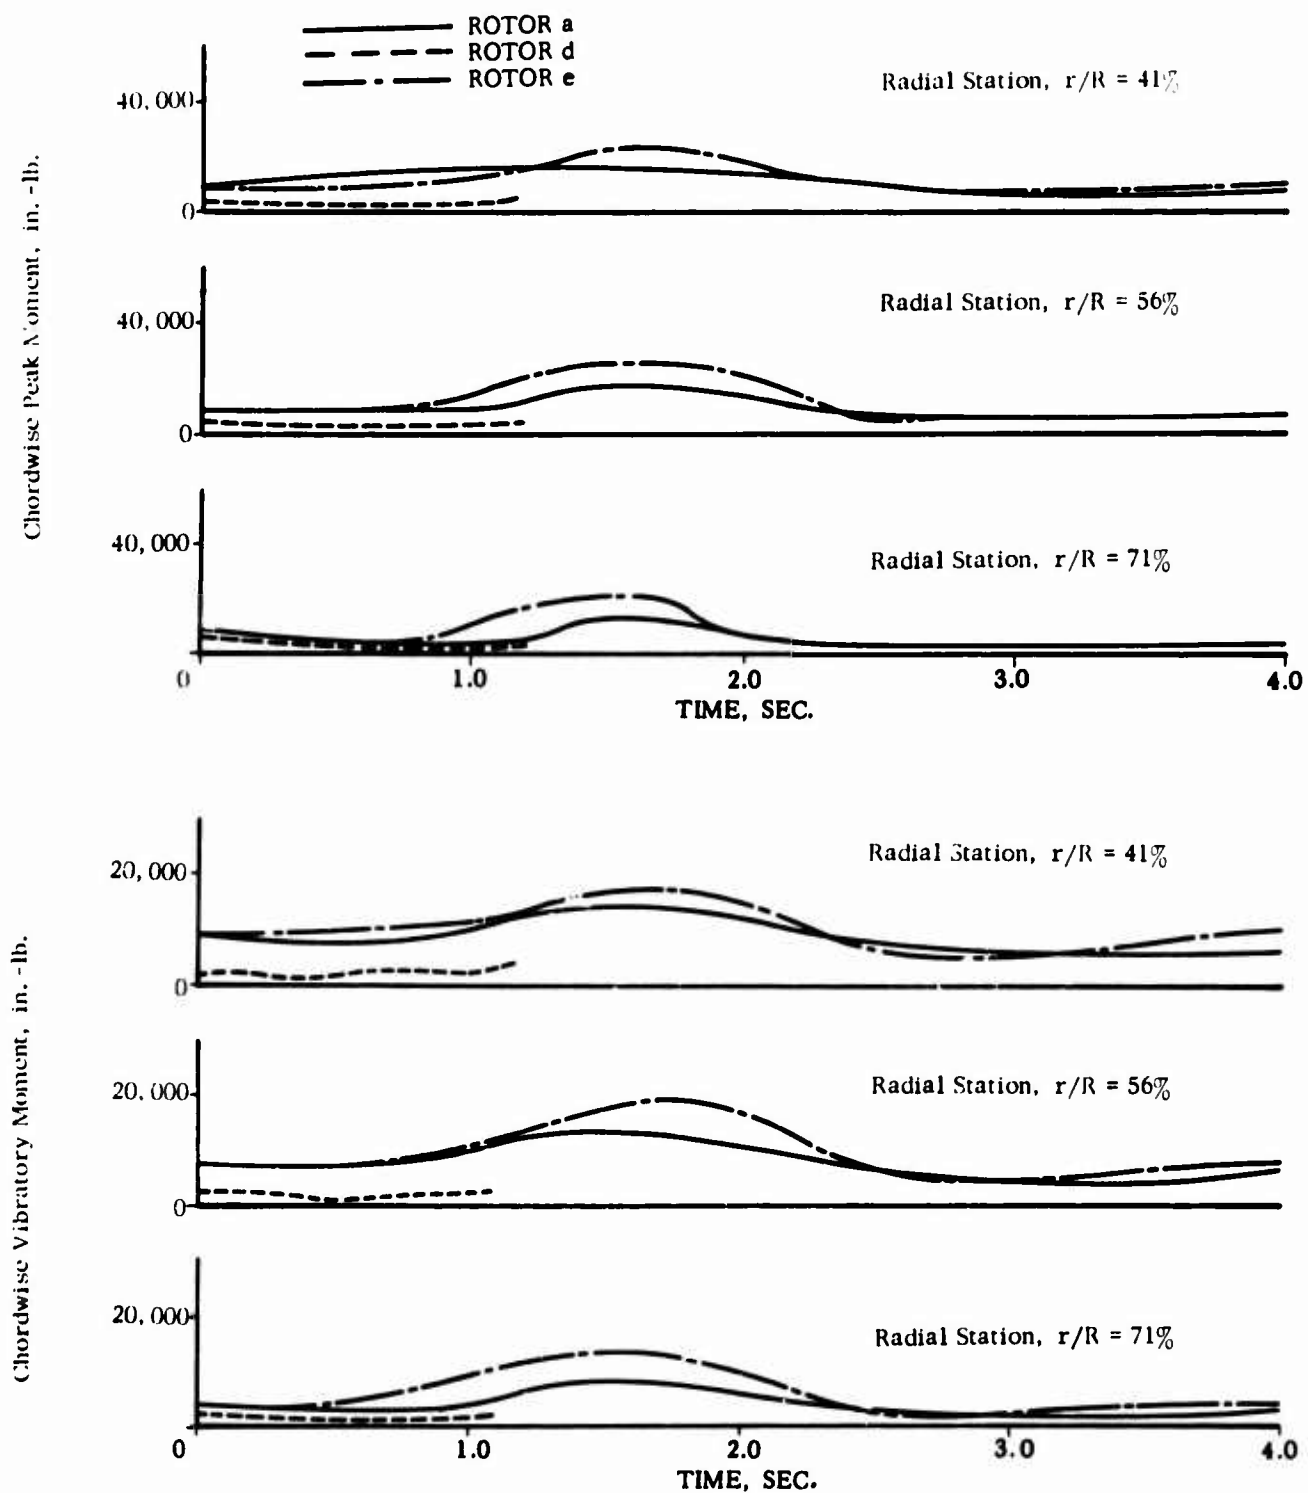 ROTOR a
ROTOR d
ROTOR e
Chordwise Peak Moment, in. -lb.
Radial Station, r/R = 41%
40,000
0
Radial Station, r/R = 56%
40,000
0
Radial Station, r/R = 71%
40,000
0 1.0 2.0 3.0 4.0
TIME, SEC.
Chordwise Vibratory Moment, in. -lb.
Radial Station, r/R = 41%
20,000
0
Radial Station, r/R = 56%
20,000
0
Radial Station, r/R = 71%
20,000
0 1.0 2.0 3.0 4.0
TIME, SEC.